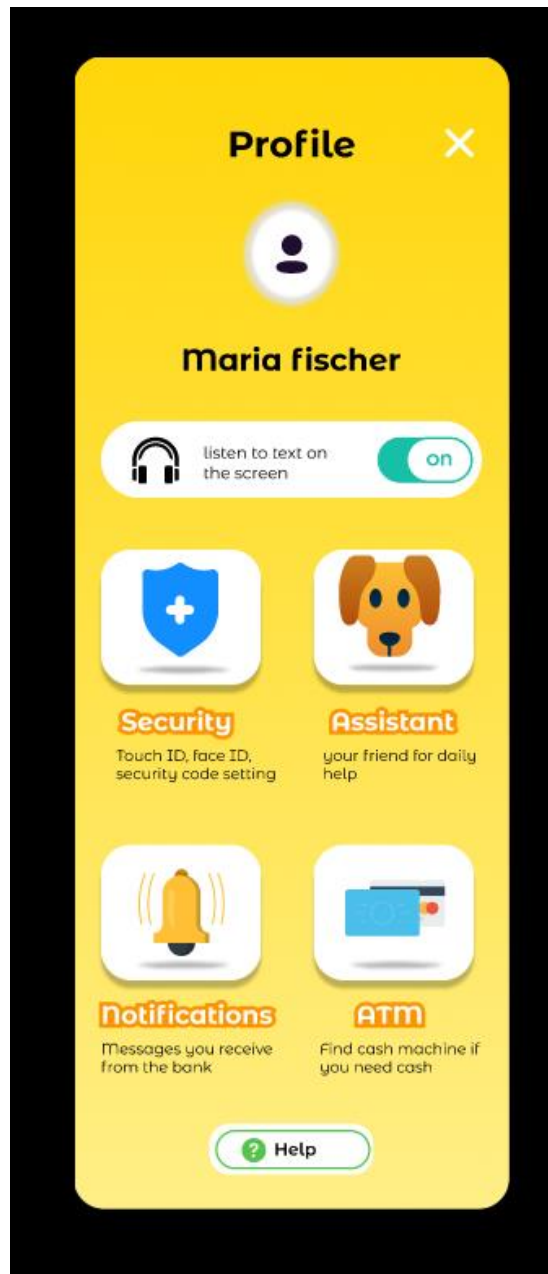 Profile
Maria fischer
listen to text on
the screen
on
Security
Assistant
Touch ID, face ID,
security code setting
your friend for daily
help
Notifications
ATM
Messages you receive
from the bank
Find cash machine if
you need cash
? Help